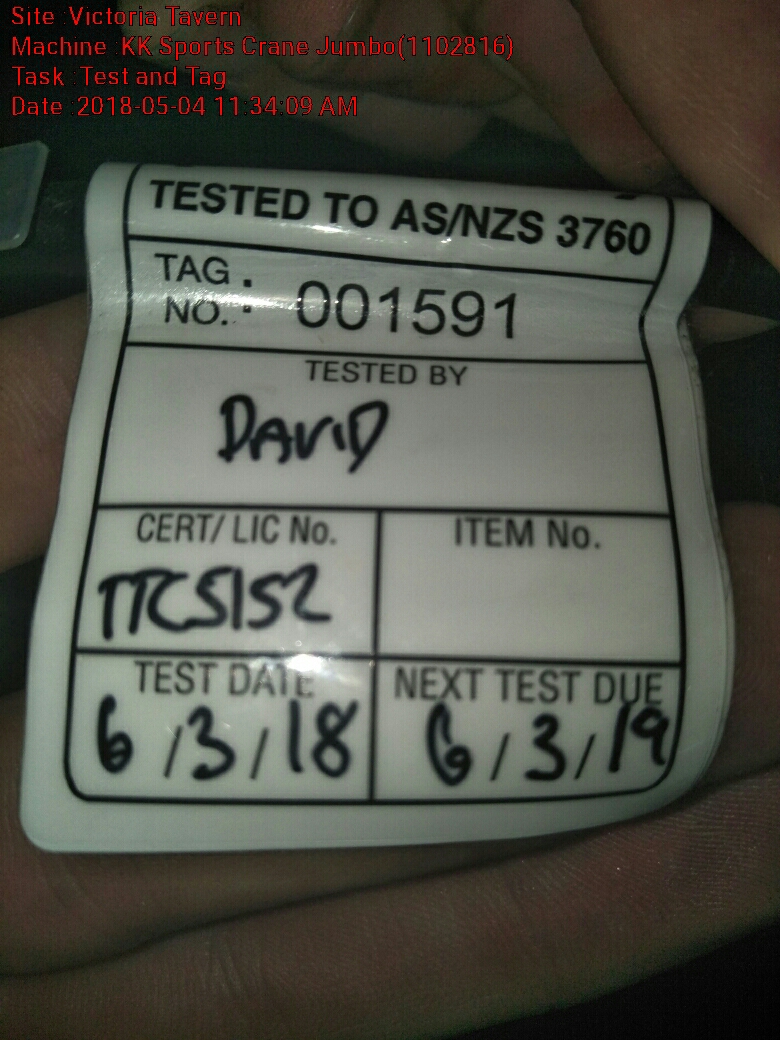 Site :Victoria Tavern
Machine :KK Sports Crane Jumbo(1102816)
Task :Test and Tag
Date :2018-05-04 11:34:09 AM
TESTED TO AS/NZS 3760
TAG NO. : 001591
TESTED BY
DAVID
CERT/ LIC No. ITEM No.
TTC5152
TEST DATE NEXT TEST DUE
6/3/18 6/3/19